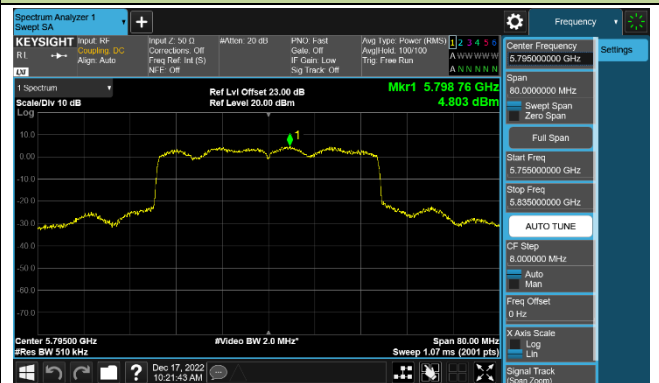 Spectrum Analyzer 1
Swept SA
Frequency
KEYSIGHT Input: RF
RL
Coupling: DC
Align: Auto
LXI
Input Z: 50 Ω
Corrections: Off
Freq Ref: Int (S)
NFE: Off
#Atten: 20 dB
PNO: Fast
Gate: Off
IF Gain: Low
Sig Track: Off
Avg Type: Power (RMS)
Avg|Hold: 100/100
Trig: Free Run
1 2 3 4 5 6
A W W W W W
A N N N N N
Center Frequency
5.795000000 GHz
Settings
Span
80.0000000 MHz
Swept Span
Zero Span
Full Span
Start Freq
5.755000000 GHz
Stop Freq
5.835000000 GHz
AUTO TUNE
CF Step
8.000000 MHz
Auto
Man
Freq Offset
0 Hz
X Axis Scale
Log
Lin
Signal Track
(Span Zoom)
1 Spectrum
Scale/Div 10 dB
Ref Lvl Offset 23.00 dB
Ref Level 20.00 dBm
Mkr1 5.798 76 GHz
4.803 dBm
Log
10.0
0.00
-10.0
-20.0
-30.0
-40.0
-50.0
-60.0
-70.0
1
Center 5.79500 GHz
#Res BW 510 kHz
#Video BW 2.0 MHz*
Span 80.00 MHz
Sweep 1.07 ms (2001 pts)
?
Dec 17, 2022
10:21:43 AM